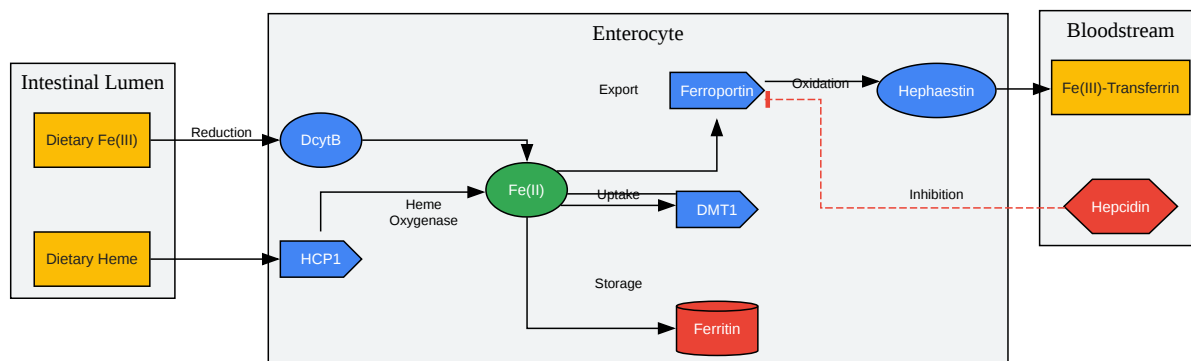 Intestinal Lumen
Dietary Fe(III)
Dietary Heme
Reduction
Enterocyte
DcytB
HCP1
Heme
Oxygenase
Fe(II)
Export
Ferroportin
Oxidation
Hephaestin
Uptake
DMT1
Storage
Ferritin
Inhibition
Bloodstream
Fe(III)-Transferrin
Hepcidin